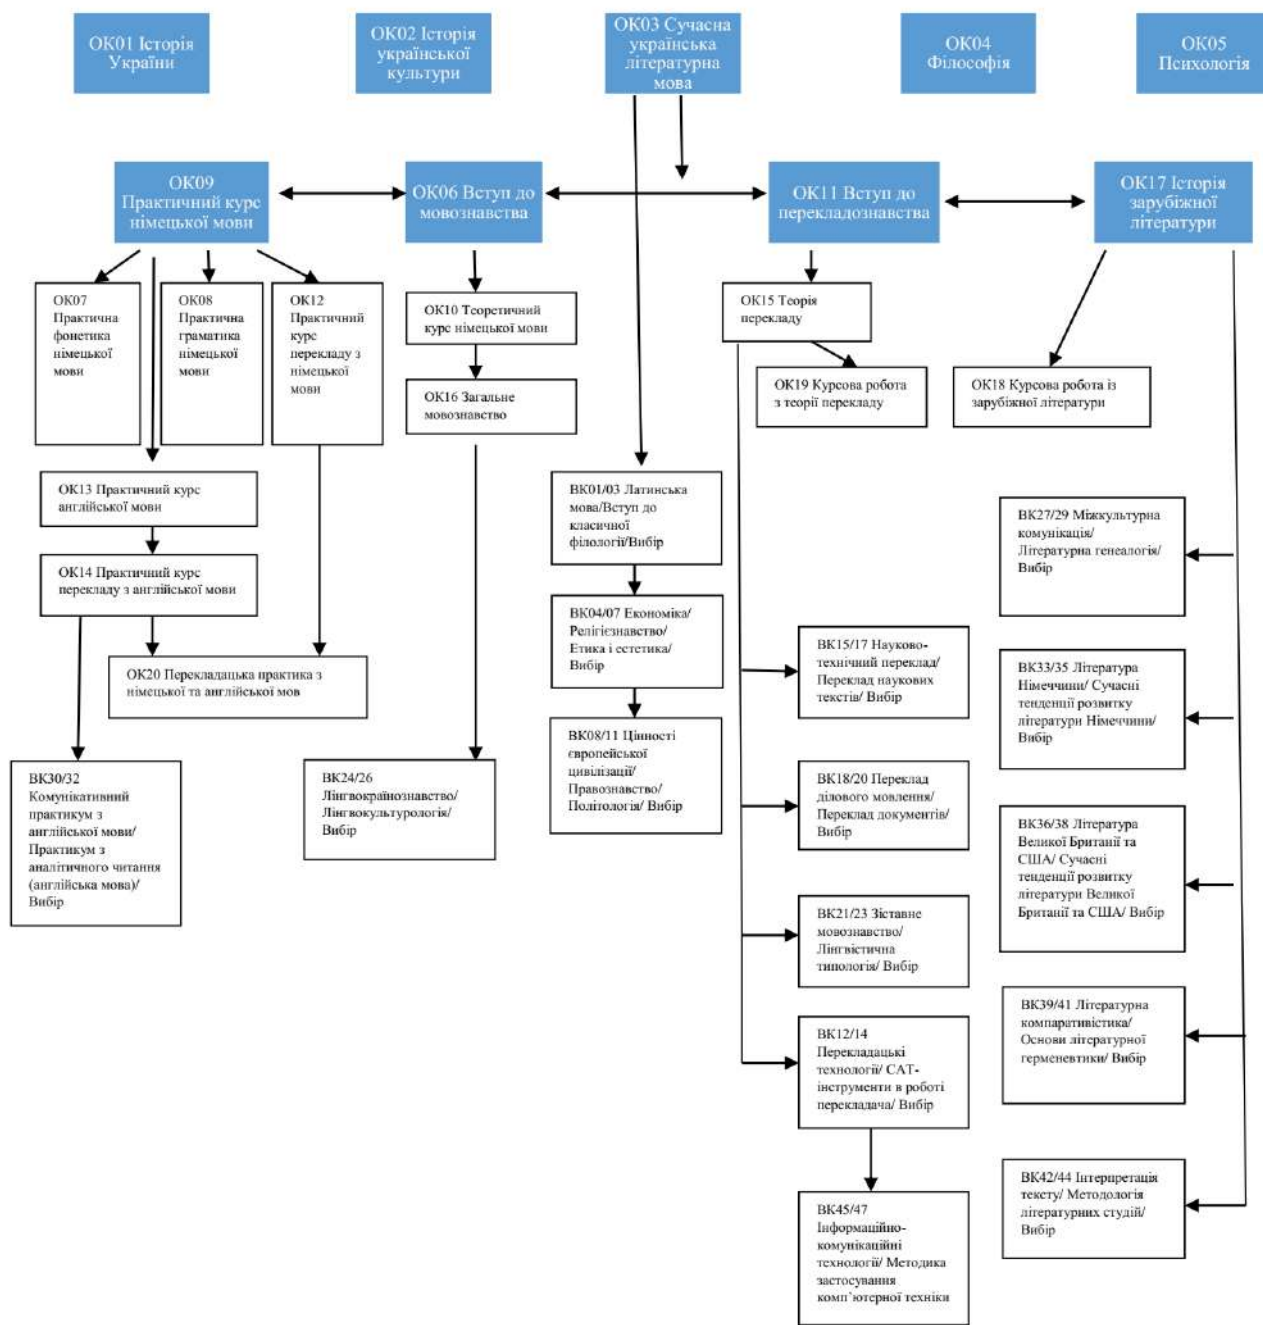 ОК01 Історія
України
ОК02 Історія
української
культури
ОК03 Сучасна
українська
літературна
мова
ОК04
Філософія
ОК05
Психологія
ОК09
Практичний курс
німецької мови
ОК06 Вступ до
мовознавства
ОК11 Вступ до
перекладознавства
ОК17 Історія
зарубіжної
літератури
ОК07
Практична
фонетика
німецької
мови
ОК08
Практична
граматика
німецької
мови
ОК12
Практичний
курс
перекладу з
німецької
мови
ОК10 Теоретичний
курс німецької мови
ОК15 Теорія
перекладу
ОК16 Загальне
мовознавство
ОК19 Курсова робота
з теорії перекладу
ОК18 Курсова робота із
зарубіжної літератури
ОК13 Практичний курс
англійської мови
ОК14 Практичний курс
перекладу з англійської мови
ОК20 Перекладацька практика з
німецької та англійської мов
ВК30/32
Комунікативний
практикум з
англійської мови/
Практикум з
аналітичного читання
(англійська мова)/
Вибір
ВК24/26
Лінгвокраїнознавство/
Лінгвокультурологія/
Вибір
ВК01/03 Латинська
мова/Вступ до
класичної
філології/Вибір
ВК04/07 Економіка/
Релігієзнавство/
Етика і естетика/
Вибір
ВК08/11 Цінності
європейської
цивілізації/
Правознавство/
Політологія/ Вибір
ВК15/17 Науково-
технічний переклад/
Переклад наукових
текстів/ Вибір
ВК18/20 Переклад
ділового мовлення/
Переклад документів/
Вибір
ВК21/23 Зіставне
мовознавство/
Лінгвістична
типологія/ Вибір
ВК12/14
Перекладацькі
технології/ САТ-
інструменти в роботі
перекладача/ Вибір
ВК45/47
Інформаційно-
комунікаційні
технології/ Методика
застосування
комп’ютерної техніки
ВК27/29 Міжкультурна
комунікація/
Літературна генеалогія/
Вибір
ВК33/35 Література
Німеччини/ Сучасні
тенденції розвитку
літератури Німеччини/
Вибір
ВК36/38 Література
Великої Британії та
США/ Сучасні
тенденції розвитку
літератури Великої
Британії та США/ Вибір
ВК39/41 Літературна
компаративістика/
Основи літературної
герменевтики/ Вибір
ВК42/44 Інтерпретація
тексту/ Методологія
літературних студій/
Вибір